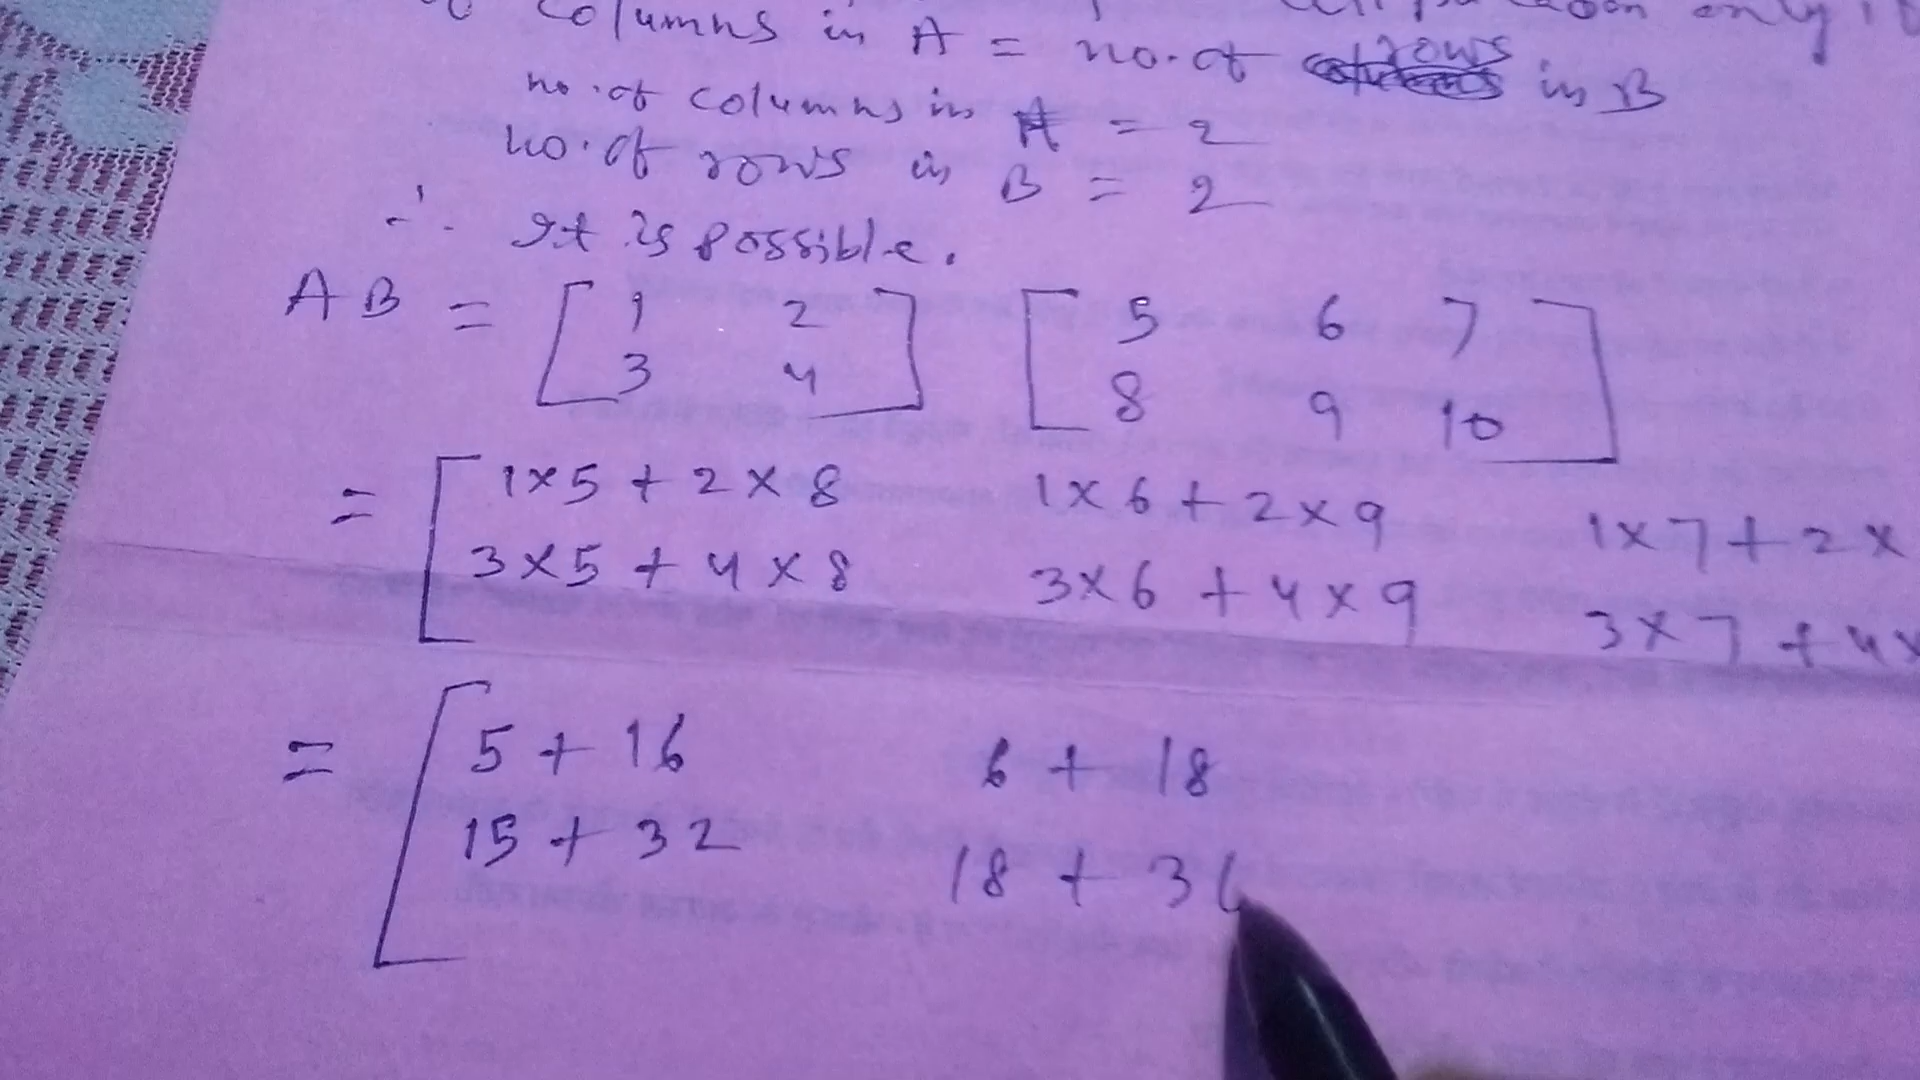 columns in A = no. of rows in B
no. of columns in A = 2
no. of rows in B = 2
∴ It is possible.
AB = [ 1 2 ] [ 5 6 7 ]
3 4 8 9 10
= [ 1×5 + 2×8 1×6 + 2×9 1×7 + 2×
3×5 + 4×8 3×6 + 4×9 3×7 + 4×
= [ 5 + 16 6 + 18
15 + 32 18 + 36